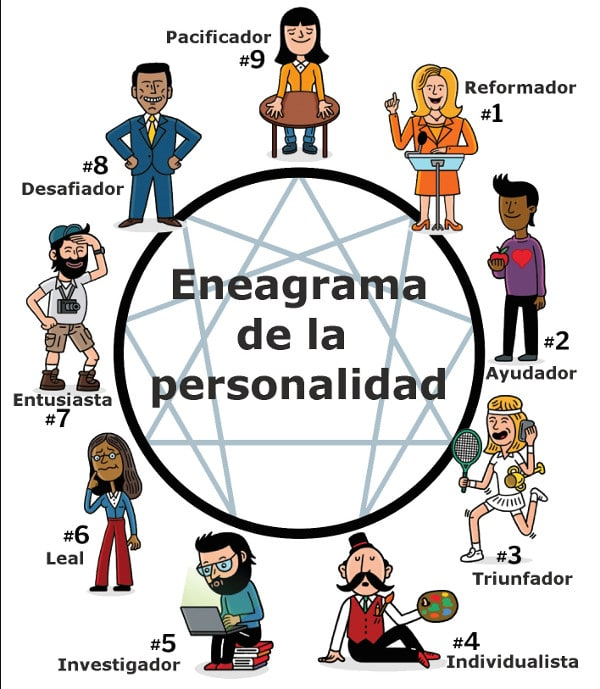 Eneagrama
de la
personalidad
Pacificador
#9
Reformador
#1
#2
Ayudador
#3
Triunfador
#4
Individualista
#5
Investigador
#6
Leal
Entusiasta
#7
#8
Desafiador